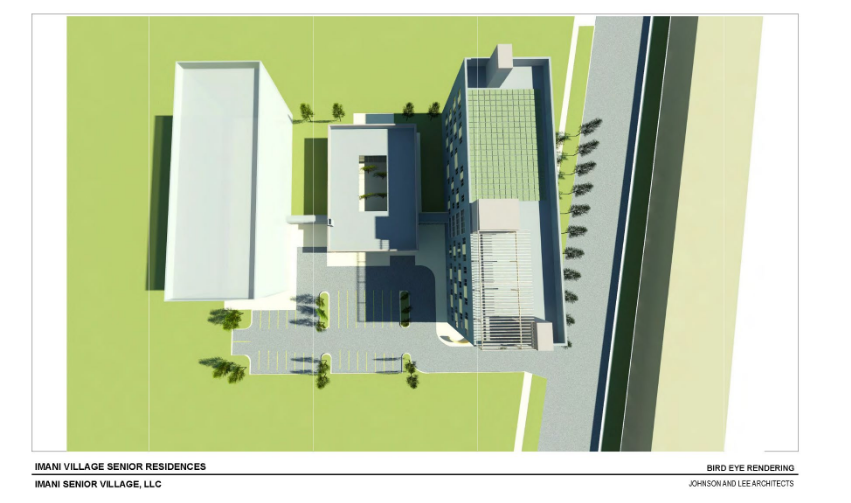 IMANI VILLAGE SENIOR RESIDENCES
BIRD EYE RENDERING
IMANI SENIOR VILLAGE, LLC
JOHNSON AND LEE ARCHITECTS